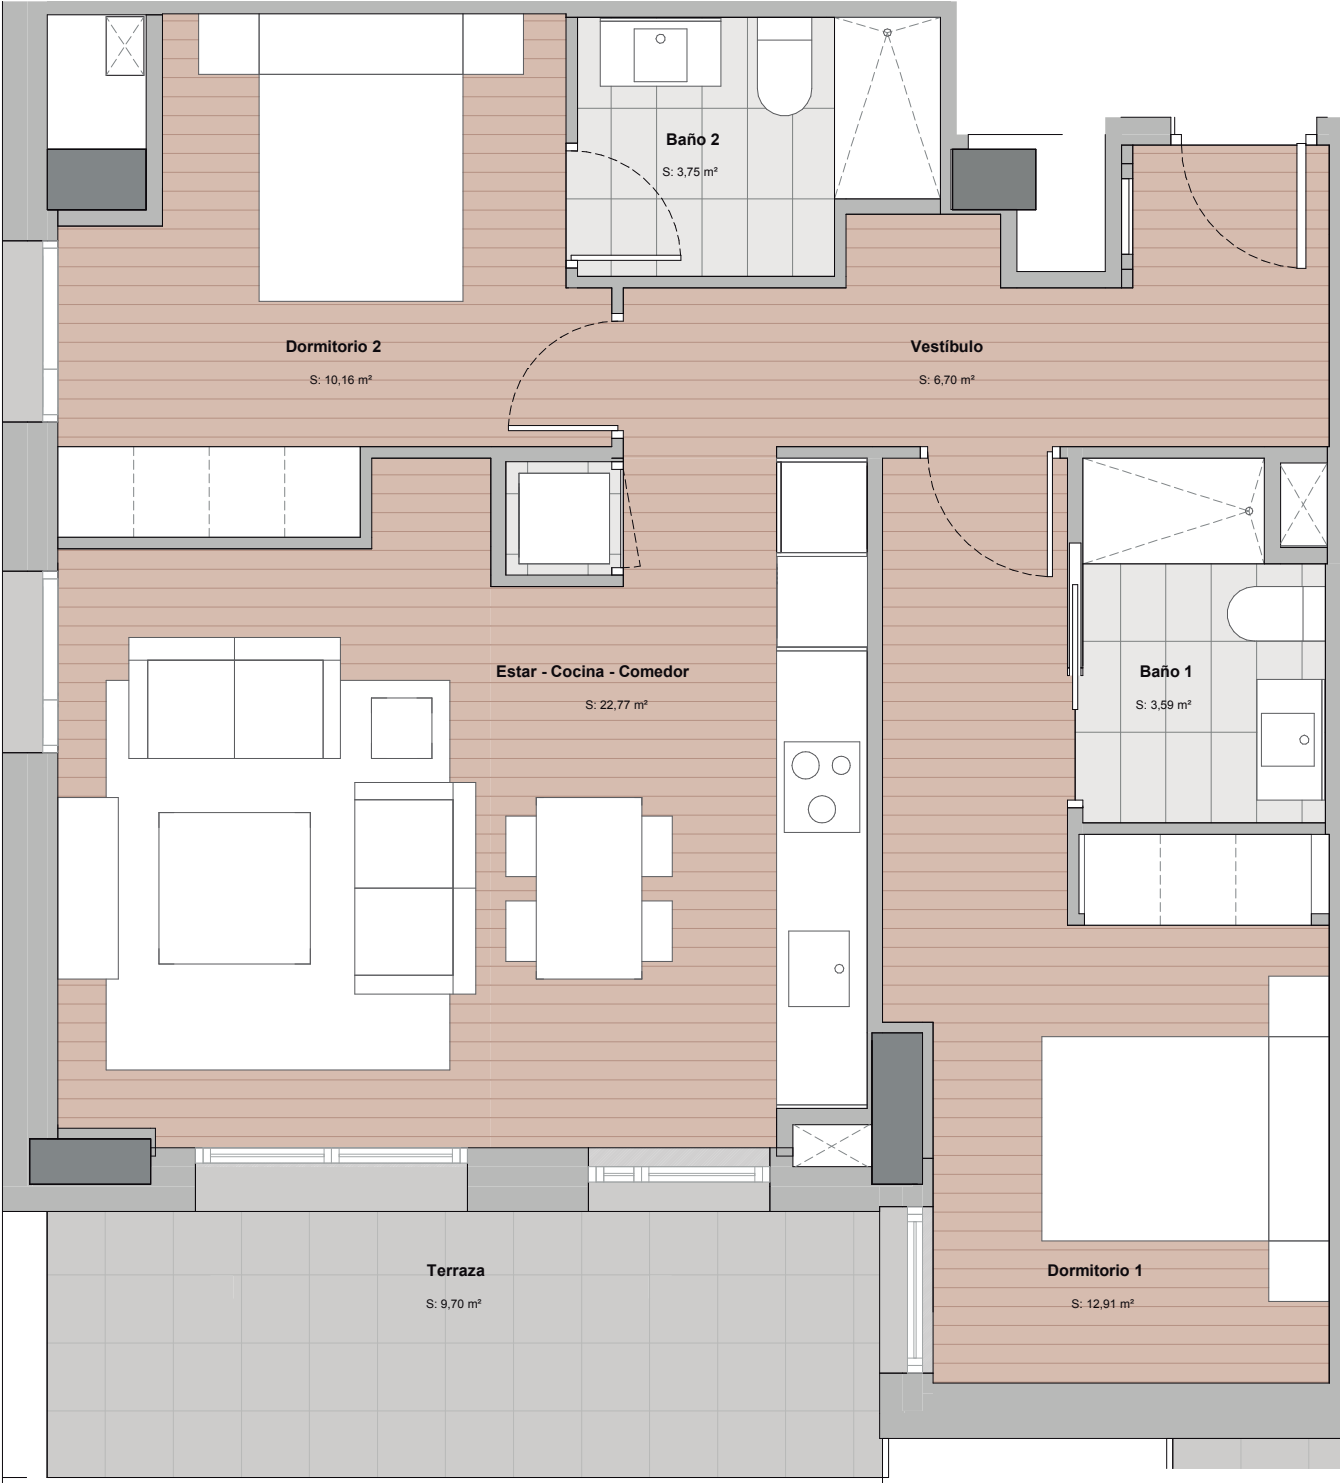 Baño 2
S: 3,75 m²
Dormitorio 2
S: 10,16 m²
Vestíbulo
S: 6,70 m²
Estar - Cocina - Comedor
S: 22,77 m²
Baño 1
S: 3,59 m²
Terraza
S: 9,70 m²
Dormitorio 1
S: 12,91 m²